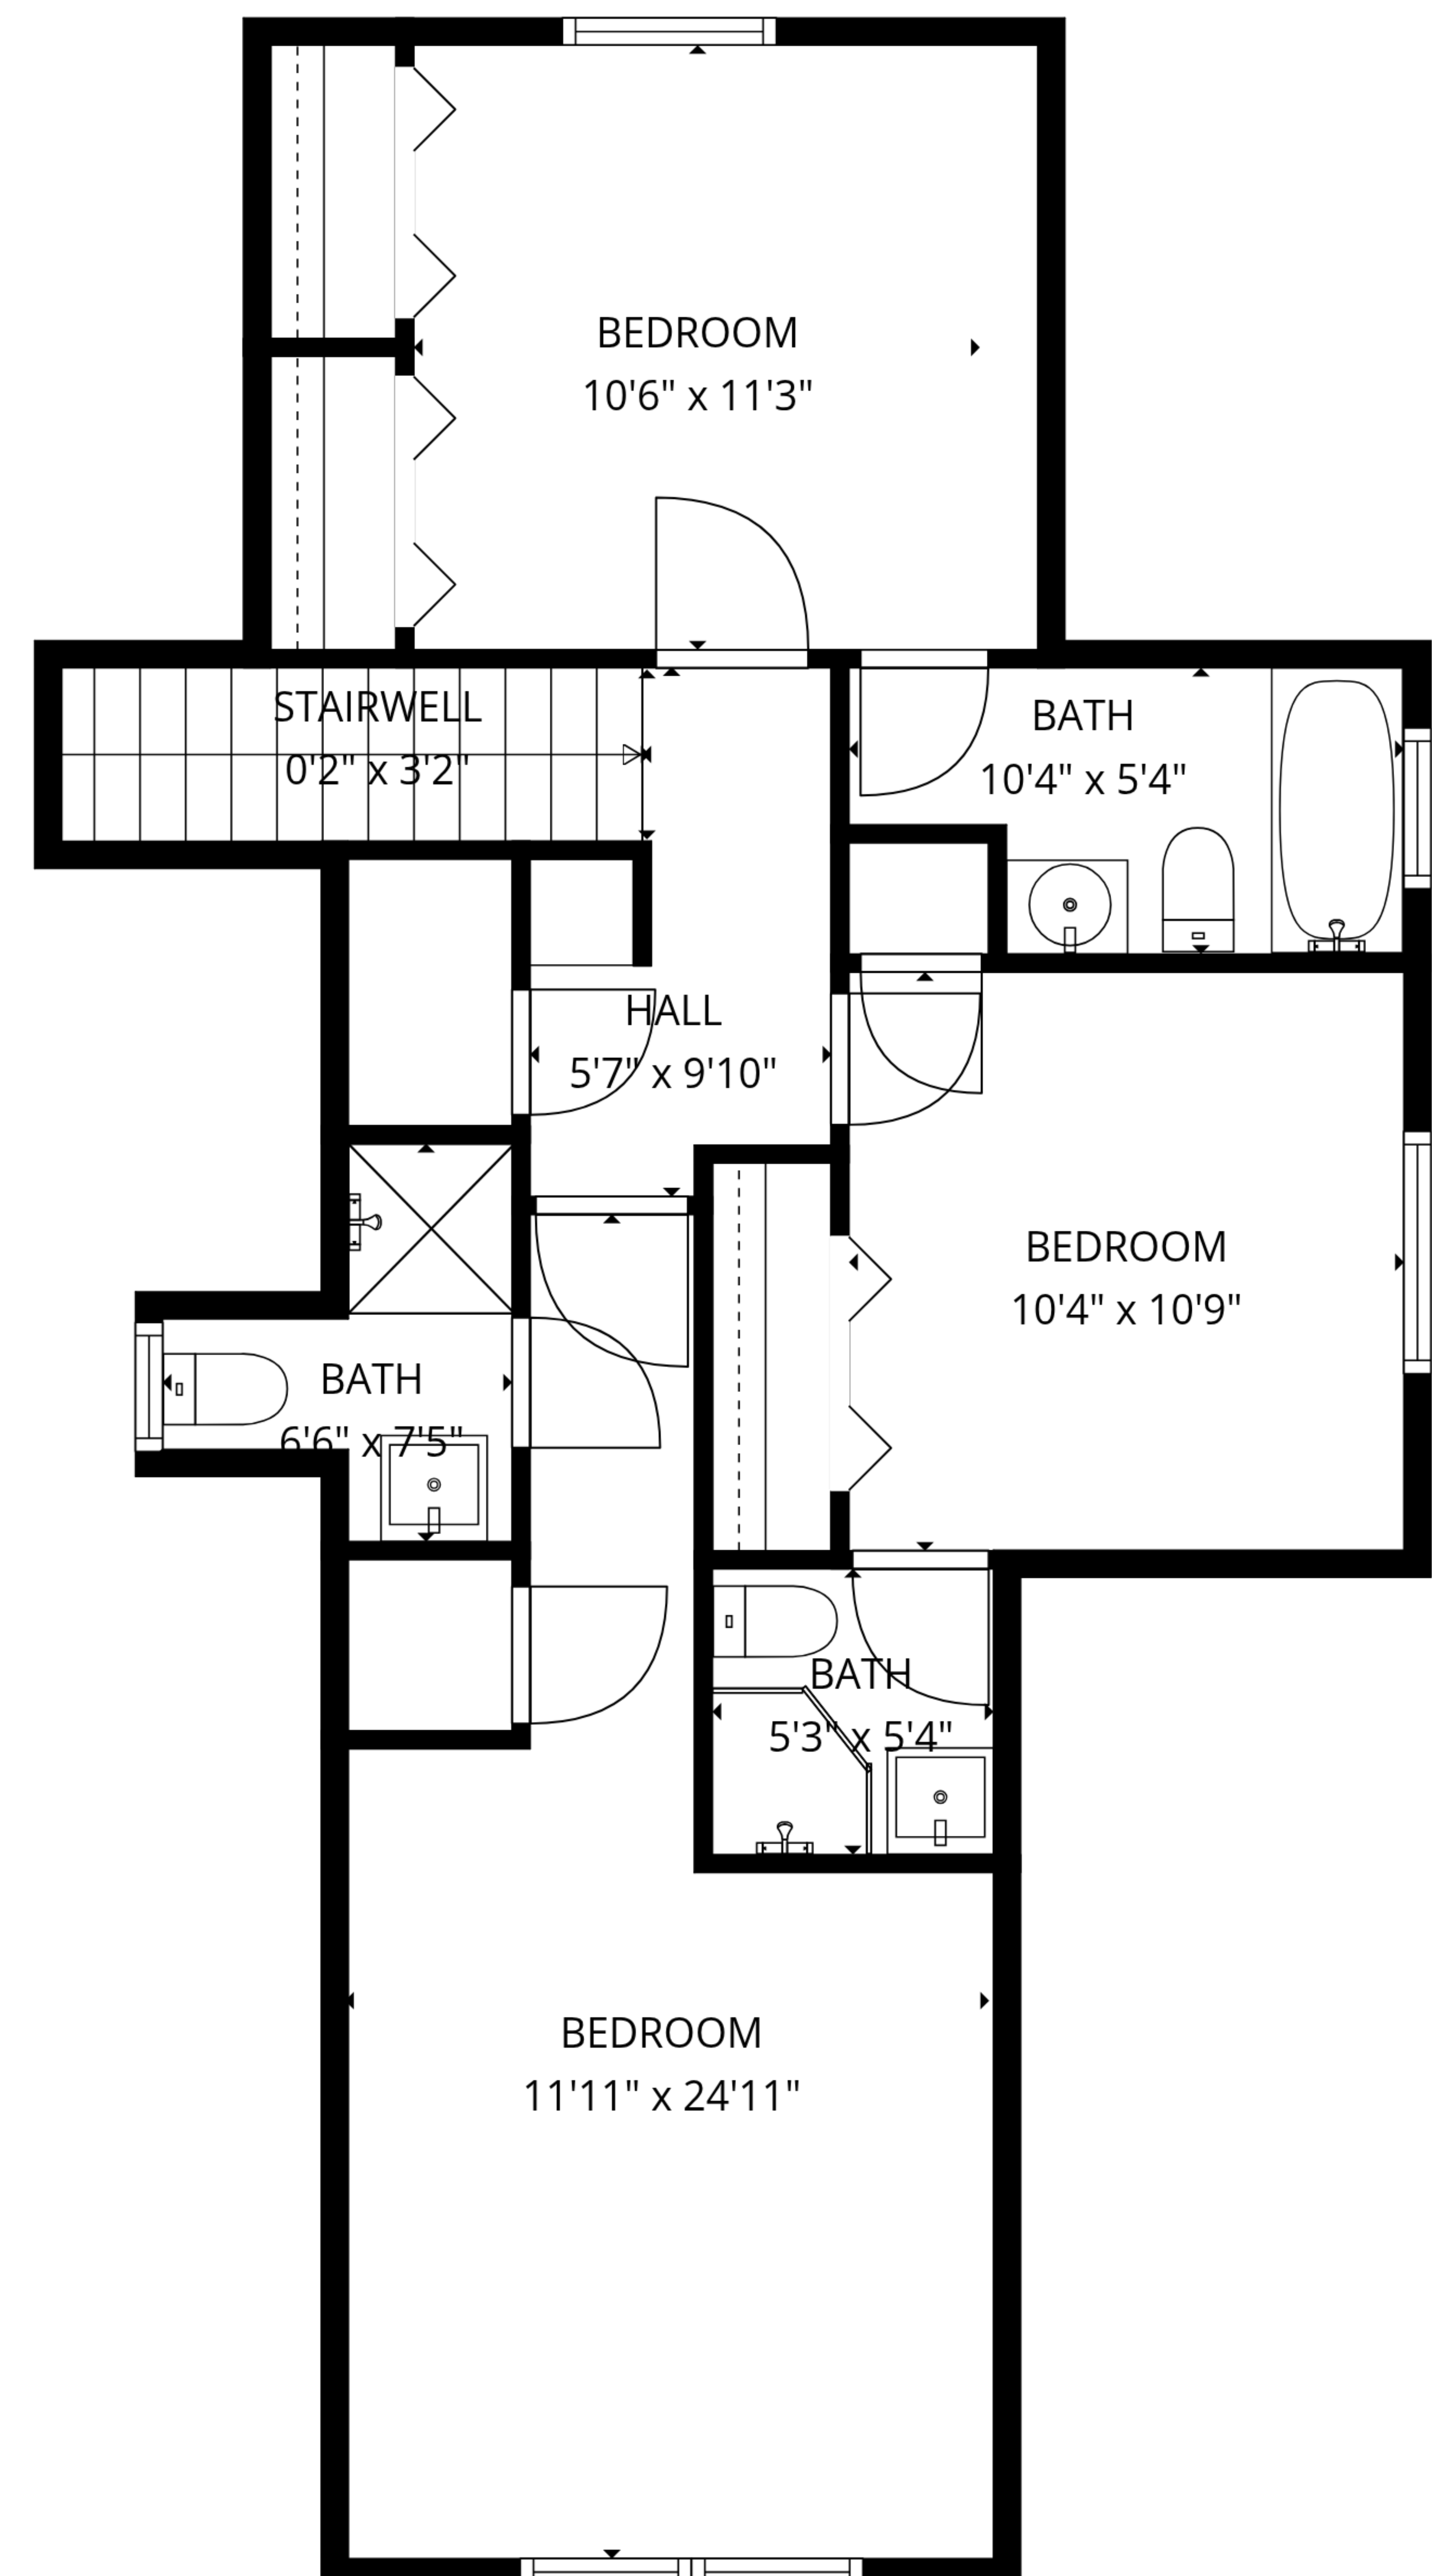 BEDROOM
10'6" x 11'3"
STAIRWELL
0'2" x 3'2"
BATH
10'4" x 5'4"
HALL
5'7" x 9'10"
BEDROOM
10'4" x 10'9"
BATH
6'6" x 7'5"
BATH
5'3" x 5'4"
BEDROOM
11'11" x 24'11"